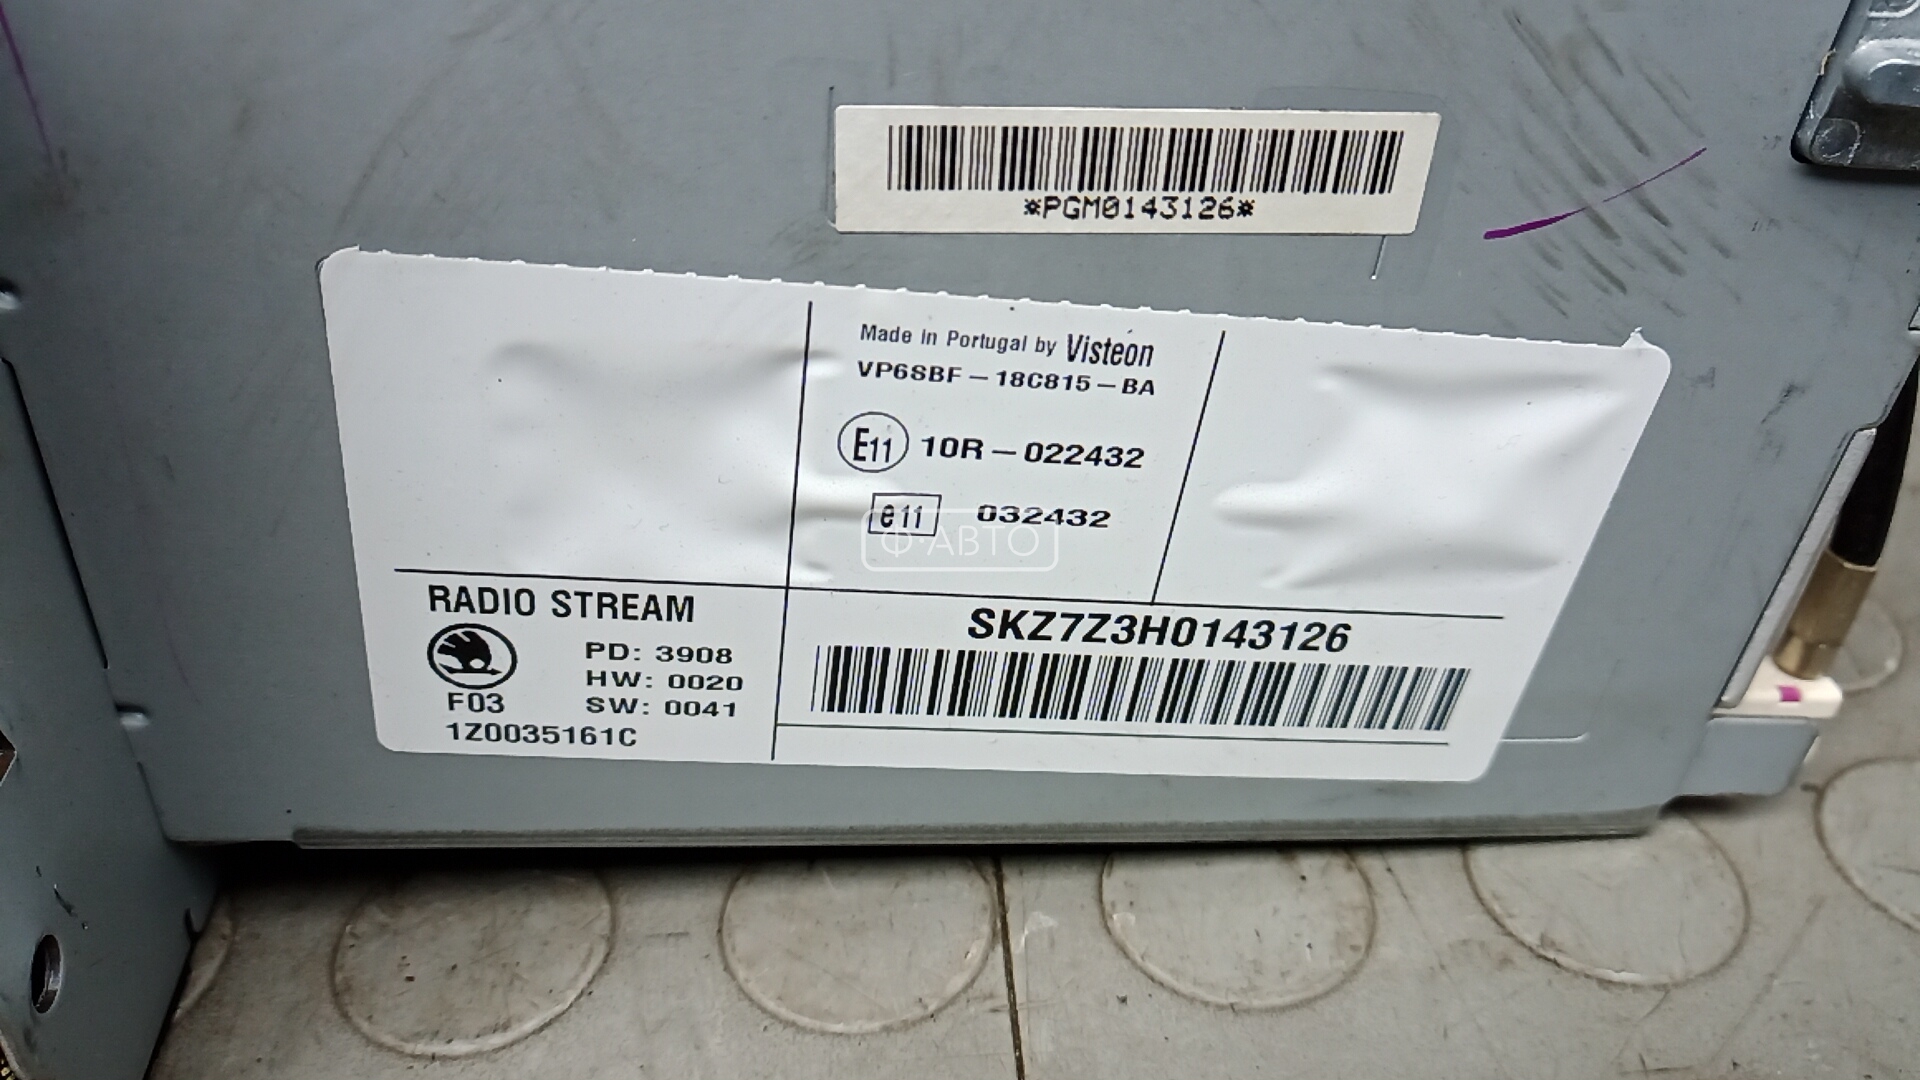 *PGM0143126*
Made in Portugal by Visteon
VP6SBF-18C815-BA
E11 10R-022432
e11 032432
Ф·АВТО
RADIO STREAM
PD: 3908
HW: 0020
F03
SW: 0041
1Z0035161C
SKZ7Z3H0143126